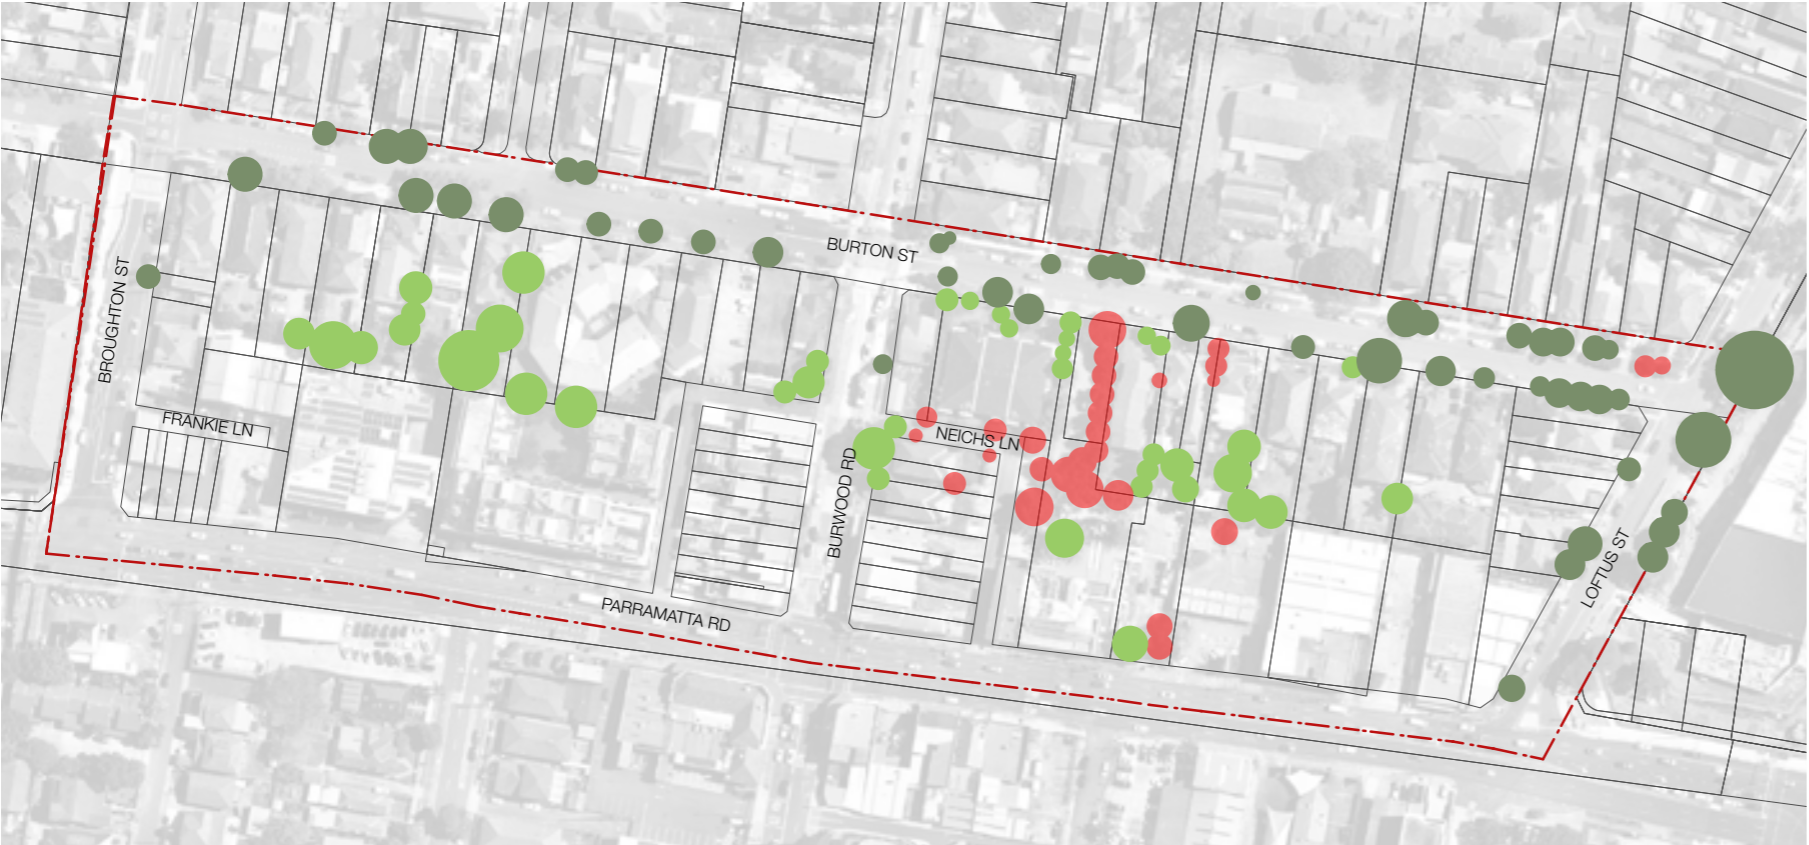 BURTON ST
BROUGHTON ST
FRANKIE LN
NEICHS LN
BURWOOD RD
LOFTUS ST
PARRAMATTA RD